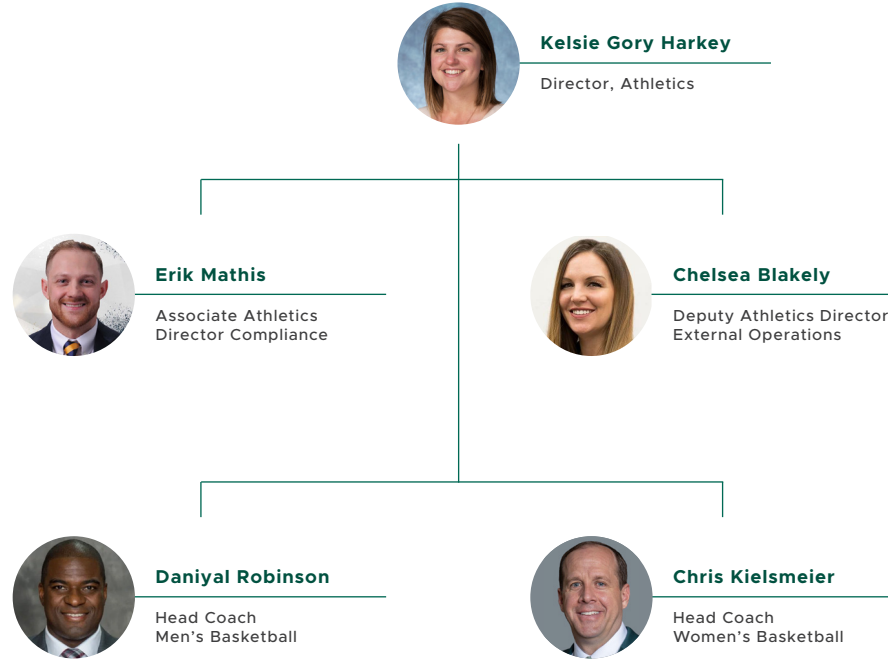 Kelsie Gory Harkey
Director, Athletics
Erik Mathis
Associate Athletics
Director Compliance
Chelsea Blakely
Deputy Athletics Director
External Operations
Daniyal Robinson
Head Coach
Men’s Basketball
Chris Kielsmeier
Head Coach
Women’s Basketball